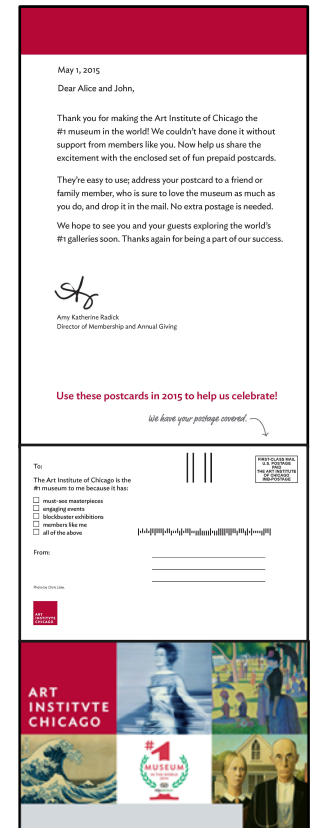 May 1, 2015
Dear Alice and John,
Thank you for making the Art Institute of Chicago the
#1 museum in the world! We couldn't have done it without
support from members like you. Now help us share the
excitement with the enclosed set of fun prepaid postcards.
They're easy to use; address your postcard to a friend or
family member, who is sure to love the museum as much as
you do, and drop it in the mail. No extra postage is needed.
We hope to see you and your guests exploring the world's
#1 galleries soon. Thanks again for being a part of our success.
Amy Katherine Radick
Director of Membership and Annual Giving
Use these postcards in 2015 to help us celebrate!
We have your postage covered.
FIRST-CLASS MAIL
U.S. POSTAGE
PAID
THE ART INSTITUTE
OF CHICAGO
IMB-POSTAGE
To:
The Art Institute of Chicago is the
#1 museum to me because it has:
must-see masterpieces
engaging events
blockbuster exhibitions
members like me
all of the above
From:
Photo by Chris Lake.
ART
INSTITVTE
CHICAGO
ART
INSTITVTE
CHICAGO
#1
MUSEUM
IN THE WORLD